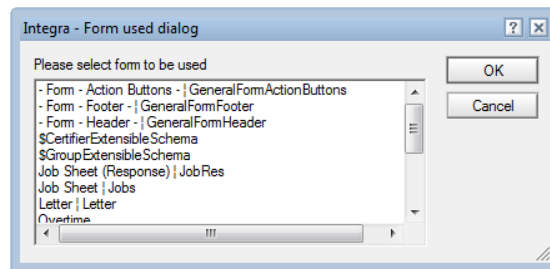 Integra - Form used dialog
Please select form to be used
- Form - Action Buttons - ¦ GeneralFormActionButtons
- Form - Footer - ¦ GeneralFormFooter
- Form - Header - ¦ GeneralFormHeader
$CertifierExtensibleSchema
$GroupExtensibleSchema
Job Sheet (Response) ¦ JobRes
Job Sheet ¦ Jobs
Letter ¦ Letter
Overtime
OK
Cancel